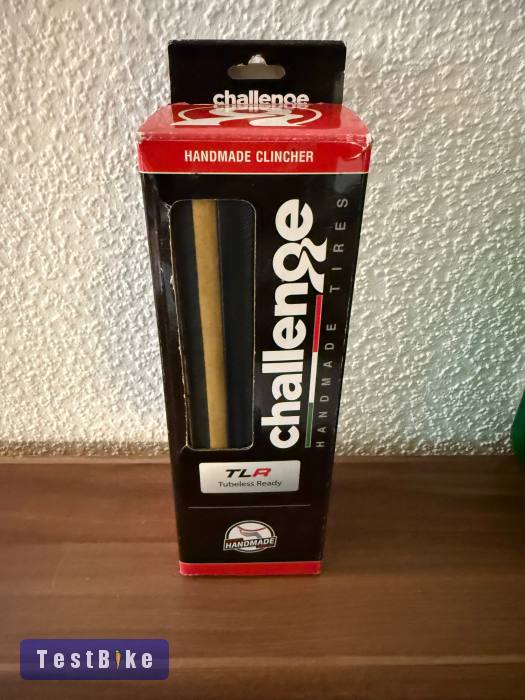 challenge
HANDMADE CLINCHER
challenge
HANDMADE TIRES
TLR
Tubeless Ready
HANDMADE
TestBike